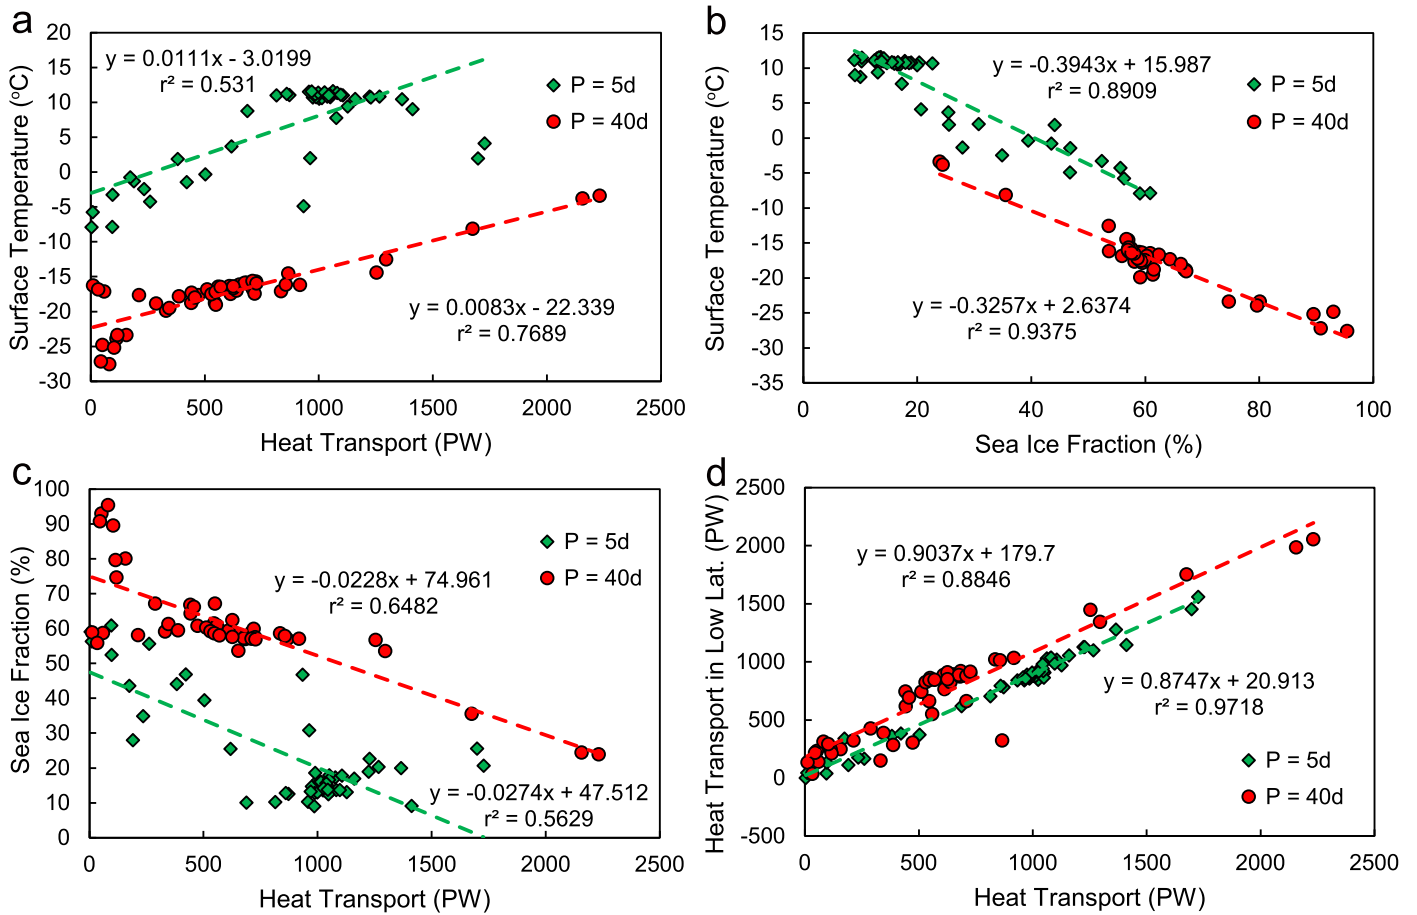 a
y = 0.0111x - 3.0199
r² = 0.531
P = 5d
P = 40d
y = 0.0083x - 22.339
r² = 0.7689
20
15
10
5
0
-5
-10
-15
-20
-25
-30
0
500
1000
1500
2000
2500
Surface Temperature (°C)
Heat Transport (PW)
b
y = -0.3943x + 15.987
r² = 0.8909
P = 5d
P = 40d
y = -0.3257x + 2.6374
r² = 0.9375
15
10
5
0
-5
-10
-15
-20
-25
-30
-35
0
20
40
60
80
100
Surface Temperature (°C)
Sea Ice Fraction (%)
c
P = 5d
P = 40d
y = -0.0228x + 74.961
r² = 0.6482
y = -0.0274x + 47.512
r² = 0.5629
100
90
80
70
60
50
40
30
20
10
0
0
500
1000
1500
2000
2500
Sea Ice Fraction (%)
Heat Transport (PW)
d
y = 0.9037x + 179.7
r² = 0.8846
y = 0.8747x + 20.913
r² = 0.9718
P = 5d
P = 40d
2500
2000
1500
1000
500
0
-500
0
500
1000
1500
2000
2500
Heat Transport in Low Lat. (PW)
Heat Transport (PW)